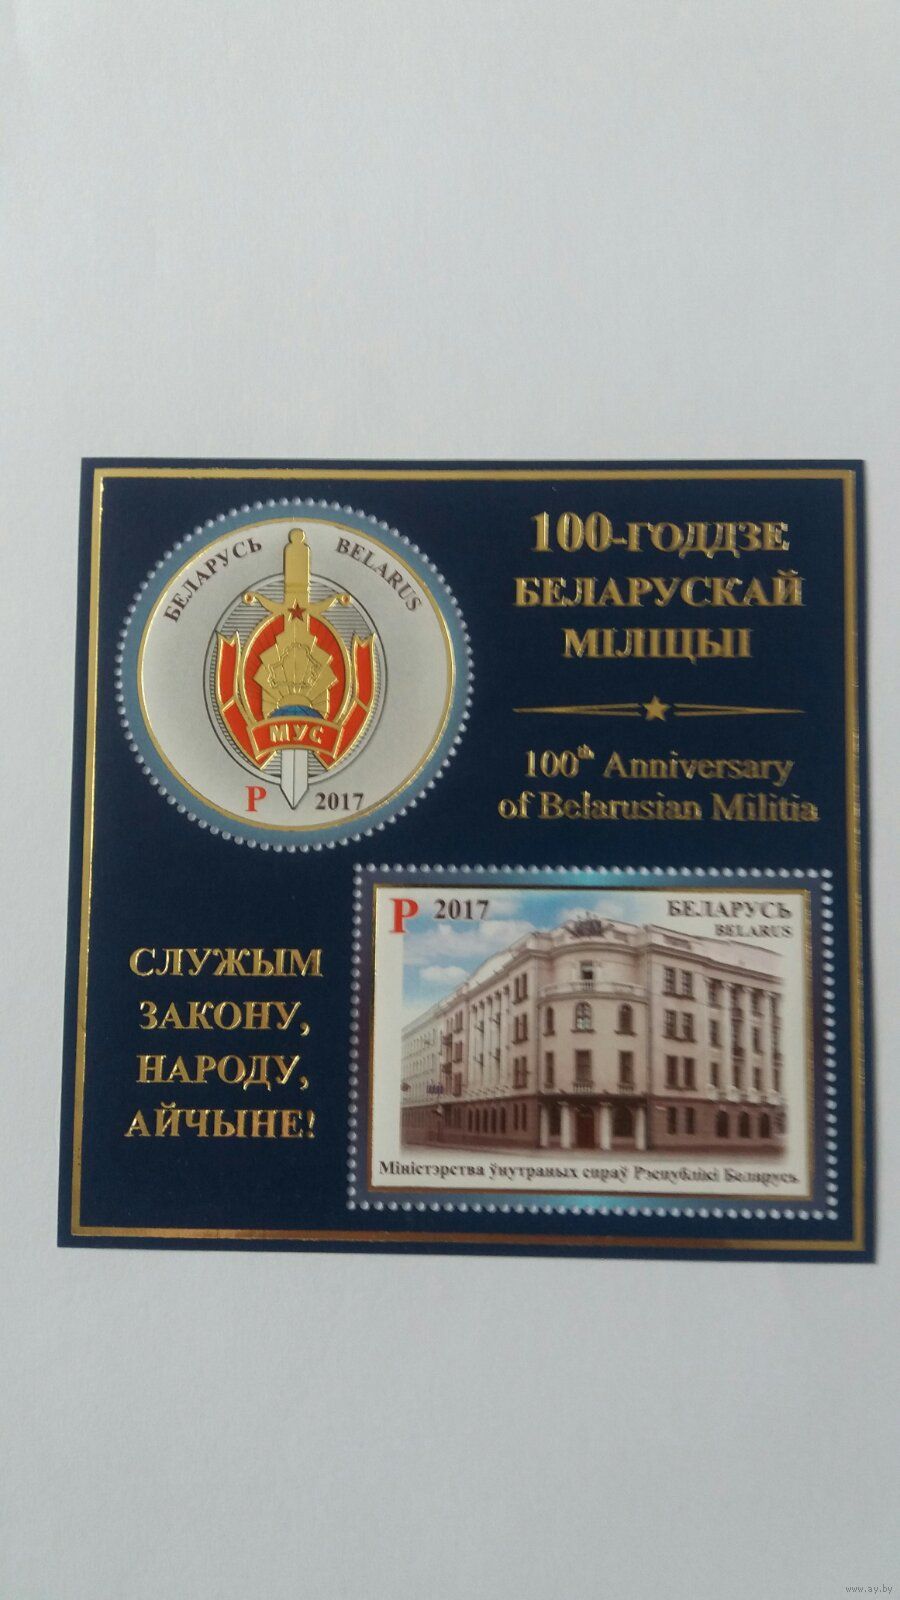 БЕЛАРУСЬ BELARUS
МУС
P 2017
100-ГОДДЗЕ
БЕЛАРУСКАЙ
МІЛІЦЫІ
100th Anniversary
of Belarusian Militia
СЛУЖЫМ
ЗАКОНУ,
НАРОДУ,
АЙЧЫНЕ!
P 2017 БЕЛАРУСЬ
BELARUS
Міністэрства ўнутраных спраў Рэспублікі Беларусь
www.ay.by